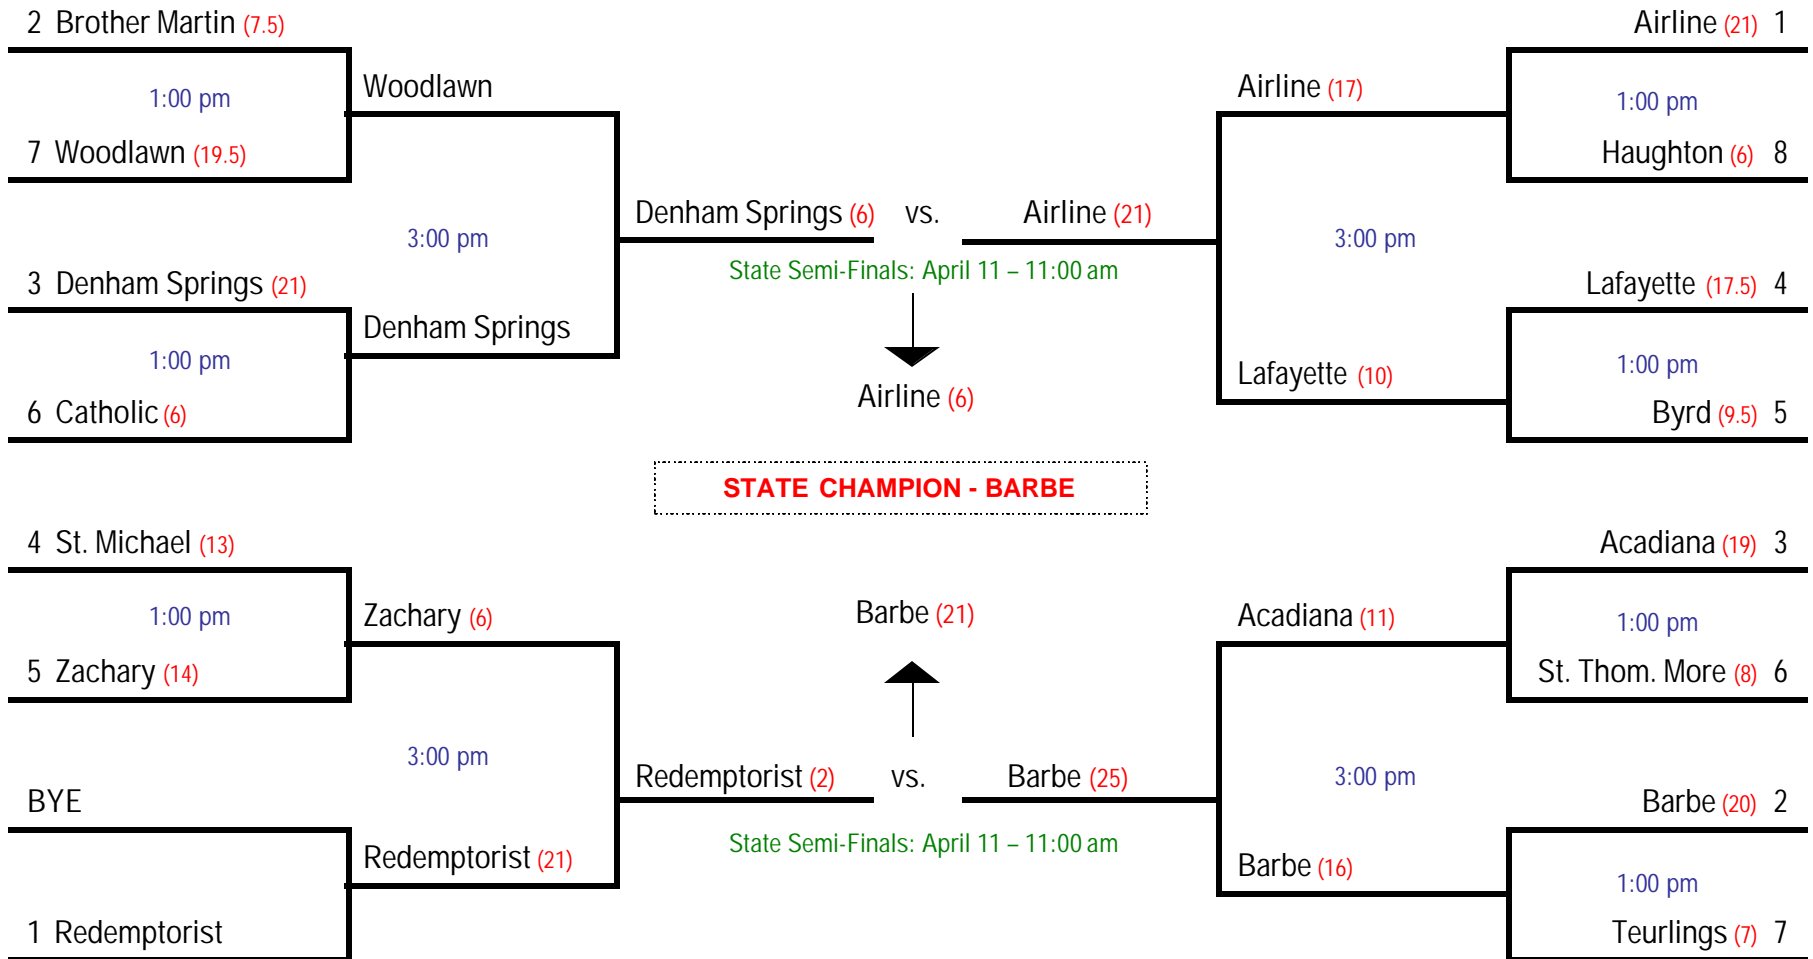 2 Brother Martin (7.5)
Airline (21) 1
1:00 pm
Woodlawn
Airline (17)
1:00 pm
7 Woodlawn (19.5)
Haughton (6) 8
Denham Springs (6) vs. Airline (21)
3:00 pm
3:00 pm
State Semi-Finals: April 11 – 11:00 am
3 Denham Springs (21)
Lafayette (17.5) 4
Denham Springs
1:00 pm
1:00 pm
Lafayette (10)
Airline (6)
6 Catholic (6)
Byrd (9.5) 5
STATE CHAMPION - BARBE
4 St. Michael (13)
Acadiana (19) 3
1:00 pm
Zachary (6)
Barbe (21)
Acadiana (11)
1:00 pm
5 Zachary (14)
St. Thom. More (8) 6
3:00 pm
Redemptorist (2) vs. Barbe (25)
3:00 pm
BYE
Barbe (20) 2
State Semi-Finals: April 11 – 11:00 am
Redemptorist (21)
Barbe (16)
1:00 pm
1 Redemptorist
Teurlings (7) 7